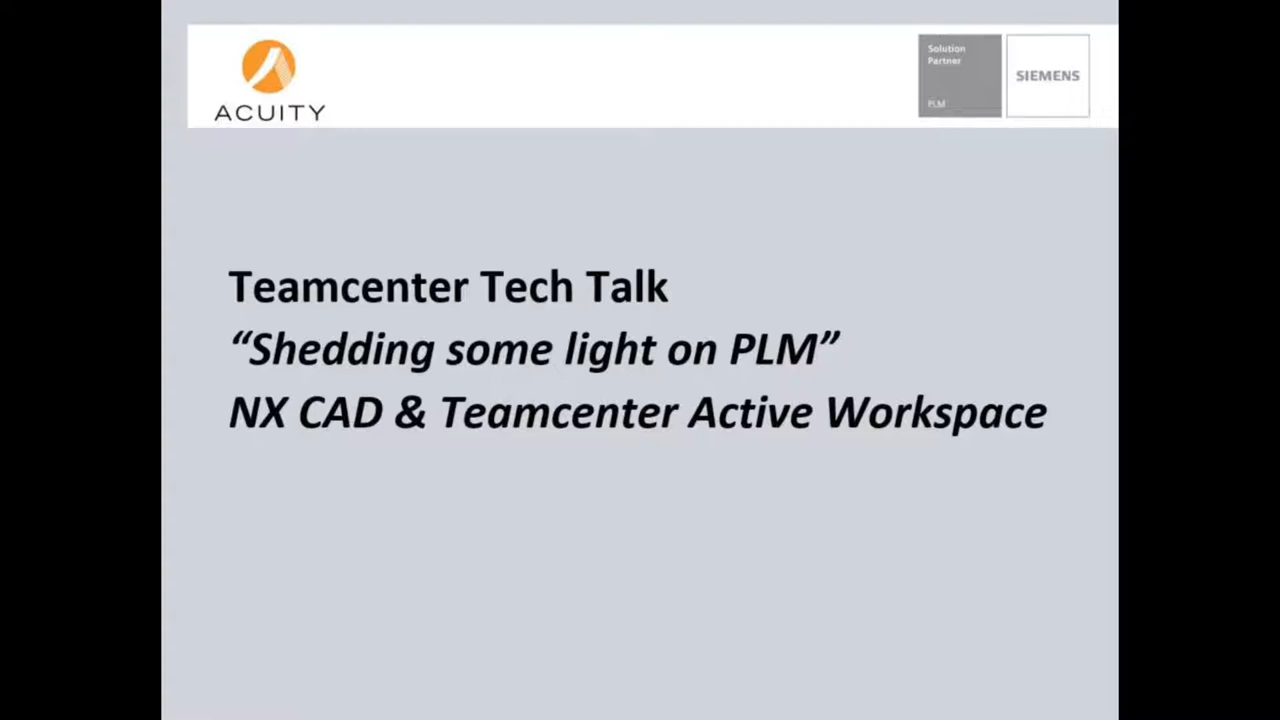 ACUITY
Solution
Partner
PLM
SIEMENS
Teamcenter Tech Talk
“Shedding some light on PLM”
NX CAD & Teamcenter Active Workspace